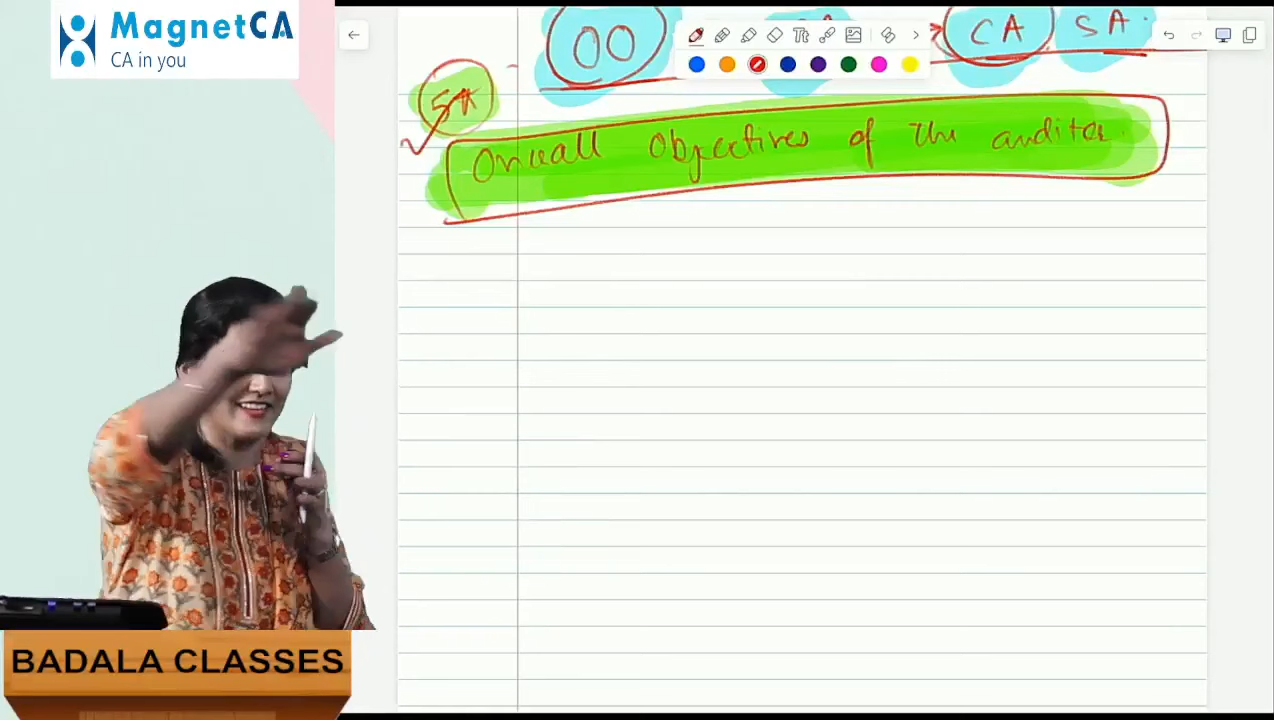 MagnetCA
CA in you
OO
CA SA
SA
Overall Objectives of the auditor.
BADALA CLASSES